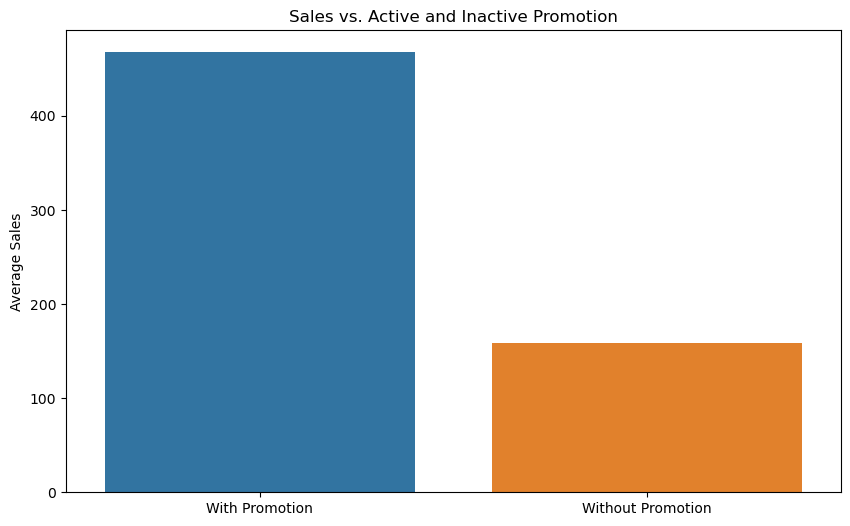 Sales vs. Active and Inactive Promotion
Average Sales
400
300
200
100
0
With Promotion
Without Promotion